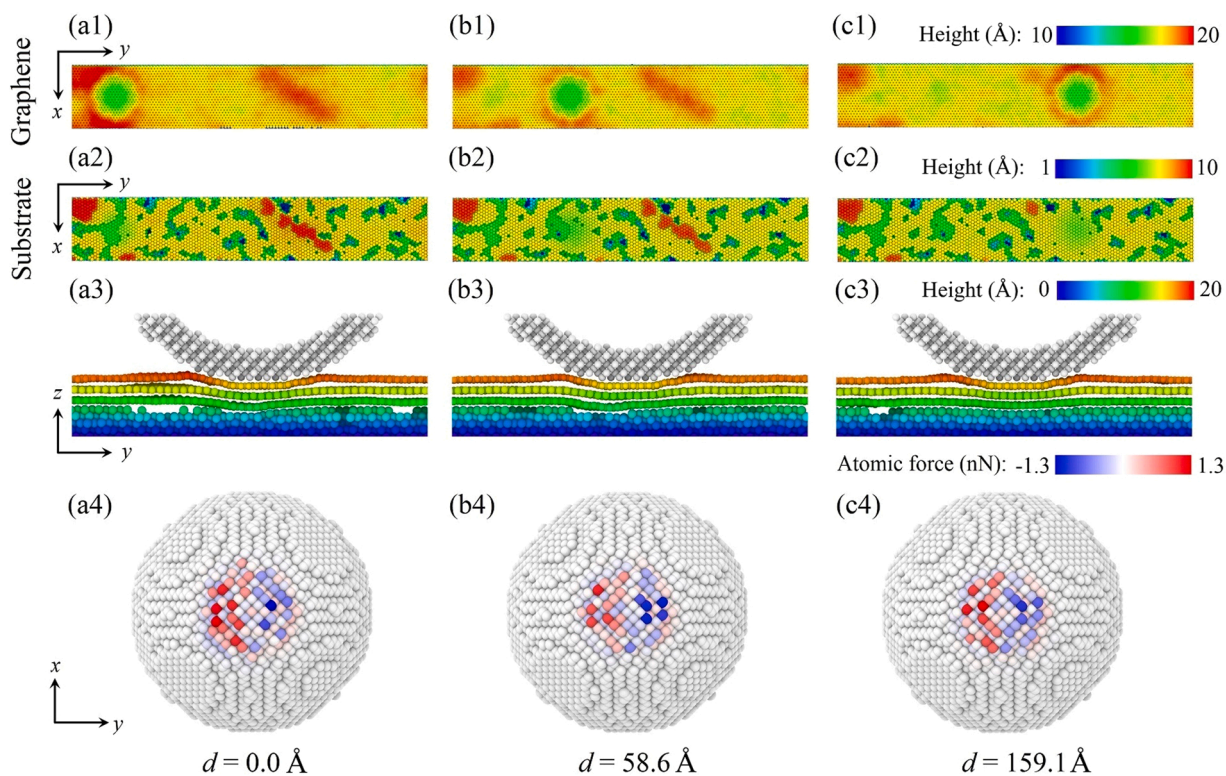 (a1) (b1) (c1) Height (Å): 10 20
Graphene
y
x
(a2) (b2) (c2) Height (Å): 1 10
Substrate
y
x
(a3) (b3) (c3) Height (Å): 0 20
z
y
Atomic force (nN): -1.3 1.3
(a4) (b4) (c4)
x
y
d = 0.0 Å d = 58.6 Å d = 159.1 Å